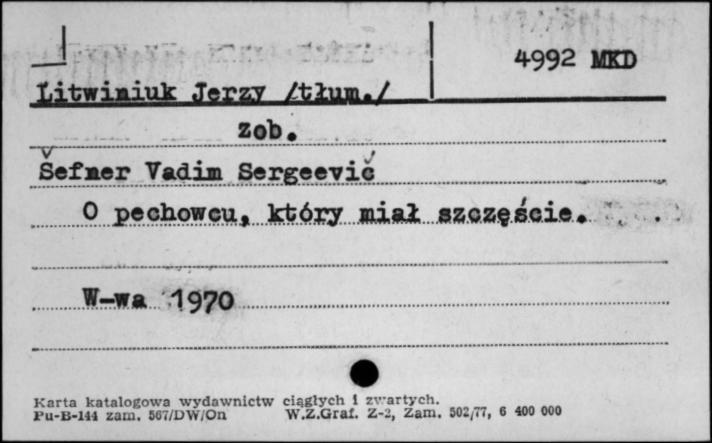 4992 MKD
Litwiniuk Jerzy /tłum./
zob.
Šefner Vadim Sergeevič
O pechowcu, który miał szczęście.
W-wa 1970
Karta katalogowa wydawnictw ciągłych i zwartych.
Pu-B-144 zam. 567/DW/On W.Z.Graf. Z-2, Zam. 502/77, 6 400 000